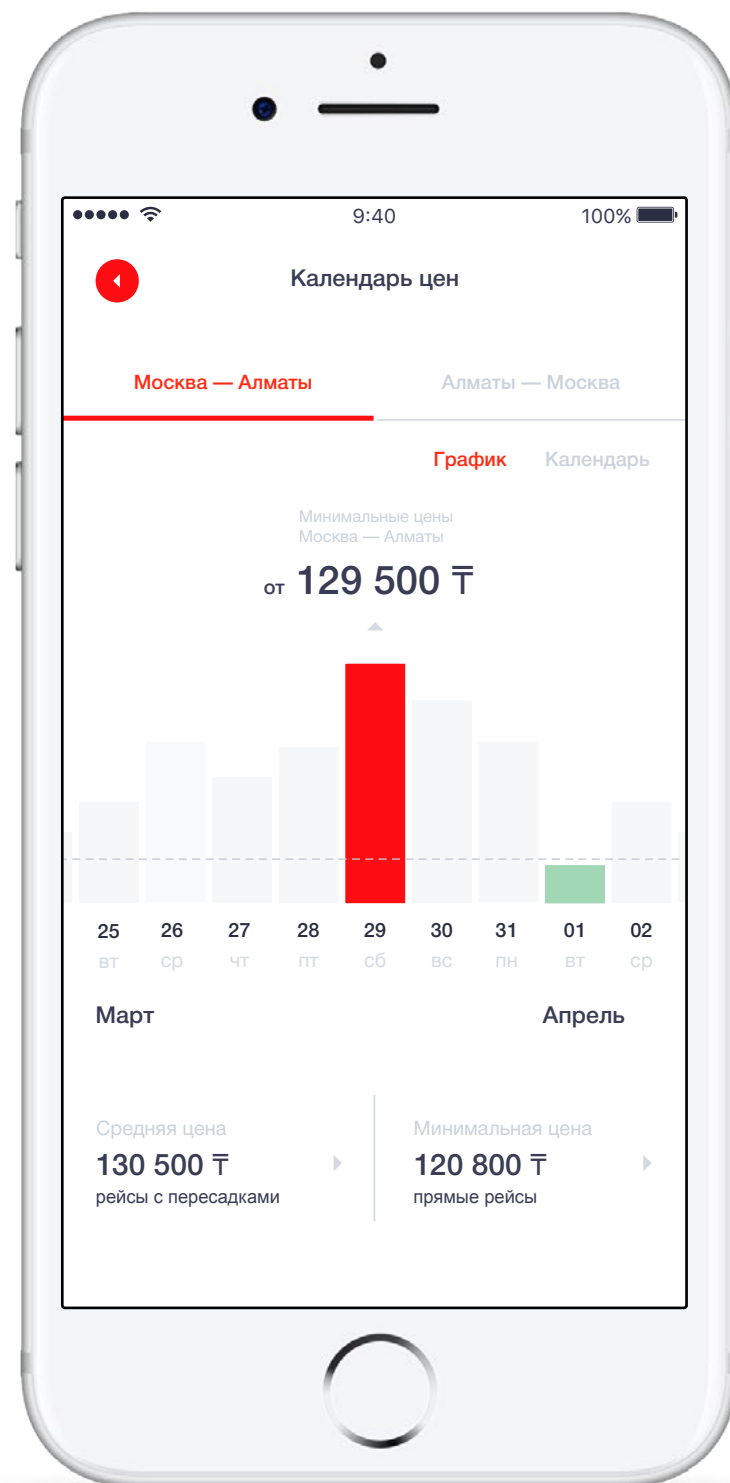 9:40 100%
Календарь цен
Москва — Алматы Алматы — Москва
График Календарь
Минимальные цены
Москва — Алматы
от 129 500 ₸
25 26 27 28 29 30 31 01 02
вт ср чт пт сб вс пн вт ср
Март Апрель
Средняя цена Минимальная цена
130 500 ₸ 120 800 ₸
рейсы с пересадками прямые рейсы